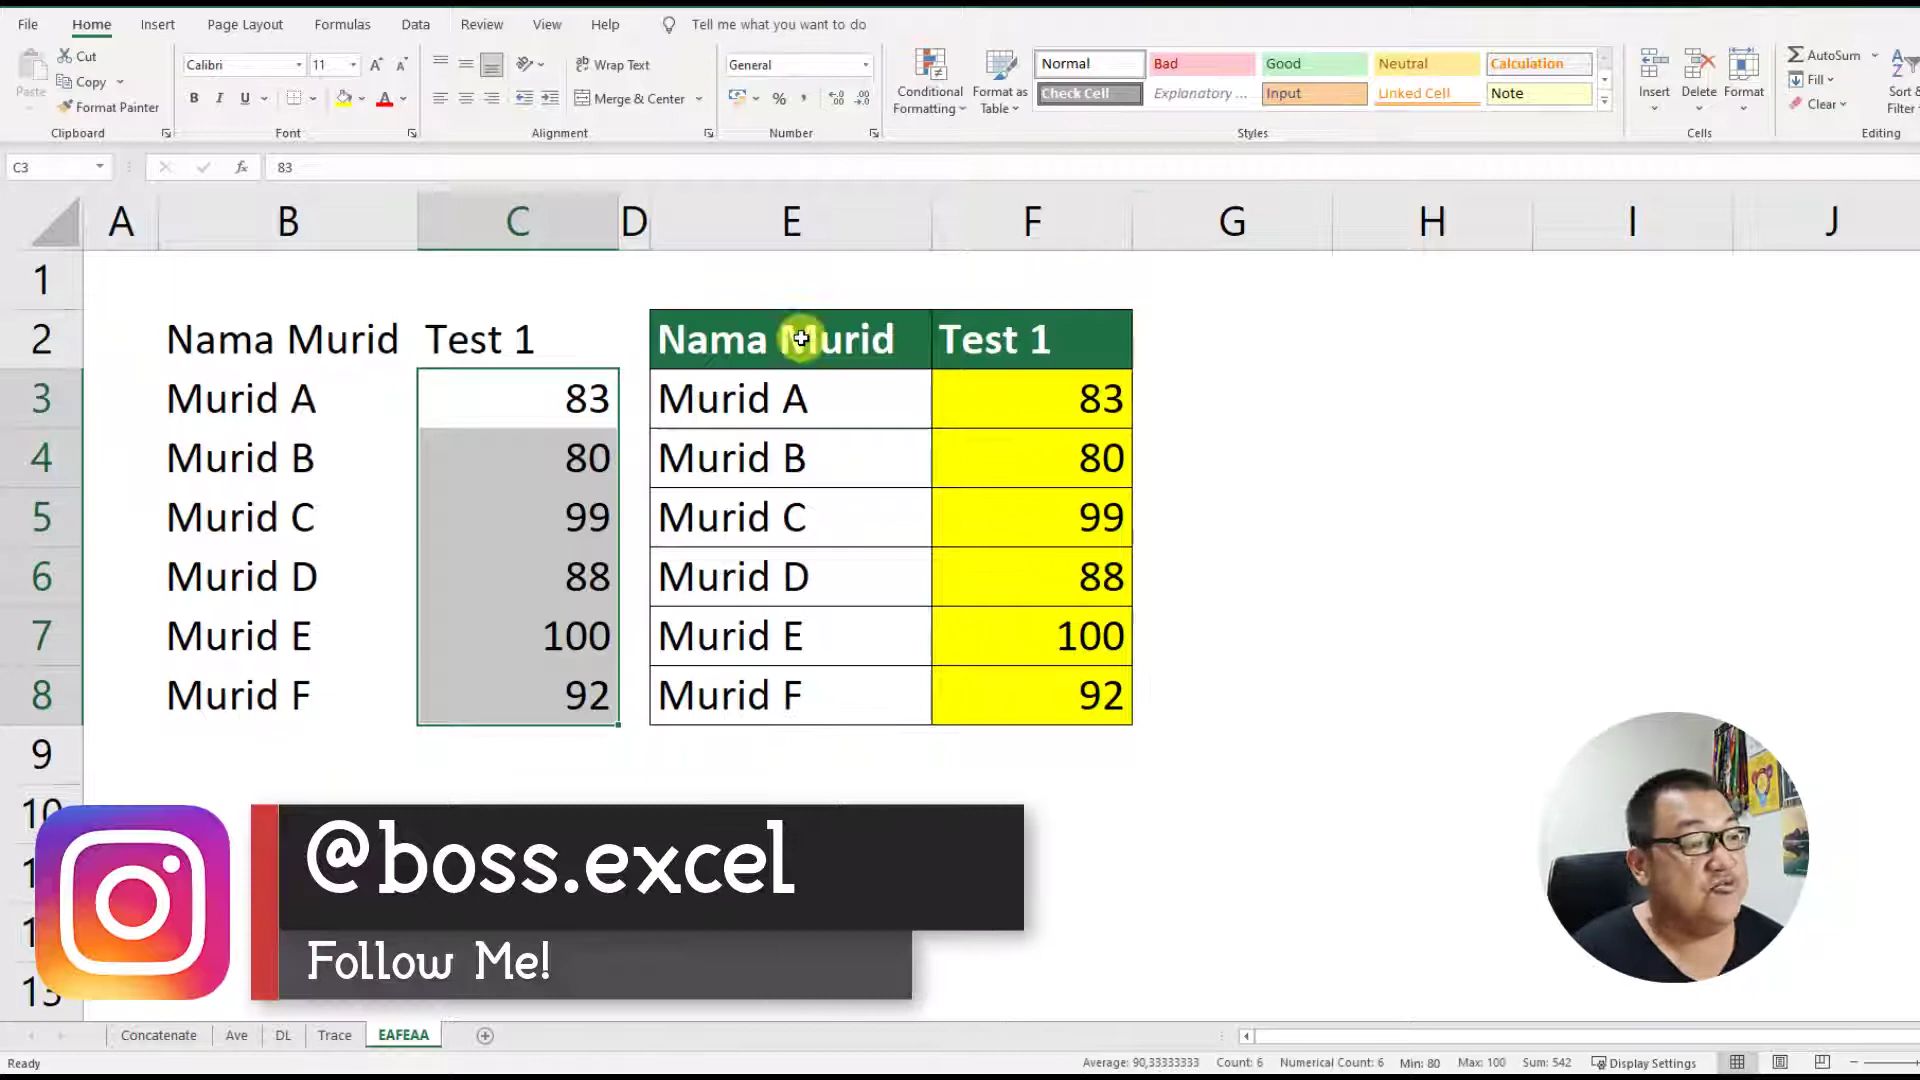 File Home Insert Page Layout Formulas Data Review View Help Tell me what you want to do
Paste Cut Copy Format Painter Clipboard
Calibri 11 B I U A A A Font
Wrap Text Merge & Center Alignment
General % , Number
Conditional Formatting Format as Table
Normal Bad Good Neutral Calculation
Check Cell Explanatory ... Input Linked Cell Note
Styles
Insert Delete Format Cells
AutoSum Fill Clear Sort & Filter Editing
C3 fx 83
A B C D E F G H I J
1
2 Nama Murid Test 1 Nama Murid Test 1
3 Murid A 83 Murid A 83
4 Murid B 80 Murid B 80
5 Murid C 99 Murid C 99
6 Murid D 88 Murid D 88
7 Murid E 100 Murid E 100
8 Murid F 92 Murid F 92
9
@boss.excel
Follow Me!
Concatenate Ave DL Trace EAFEAA
Ready Average: 90,33333333 Count: 6 Numerical Count: 6 Min: 80 Max: 100 Sum: 542 Display Settings